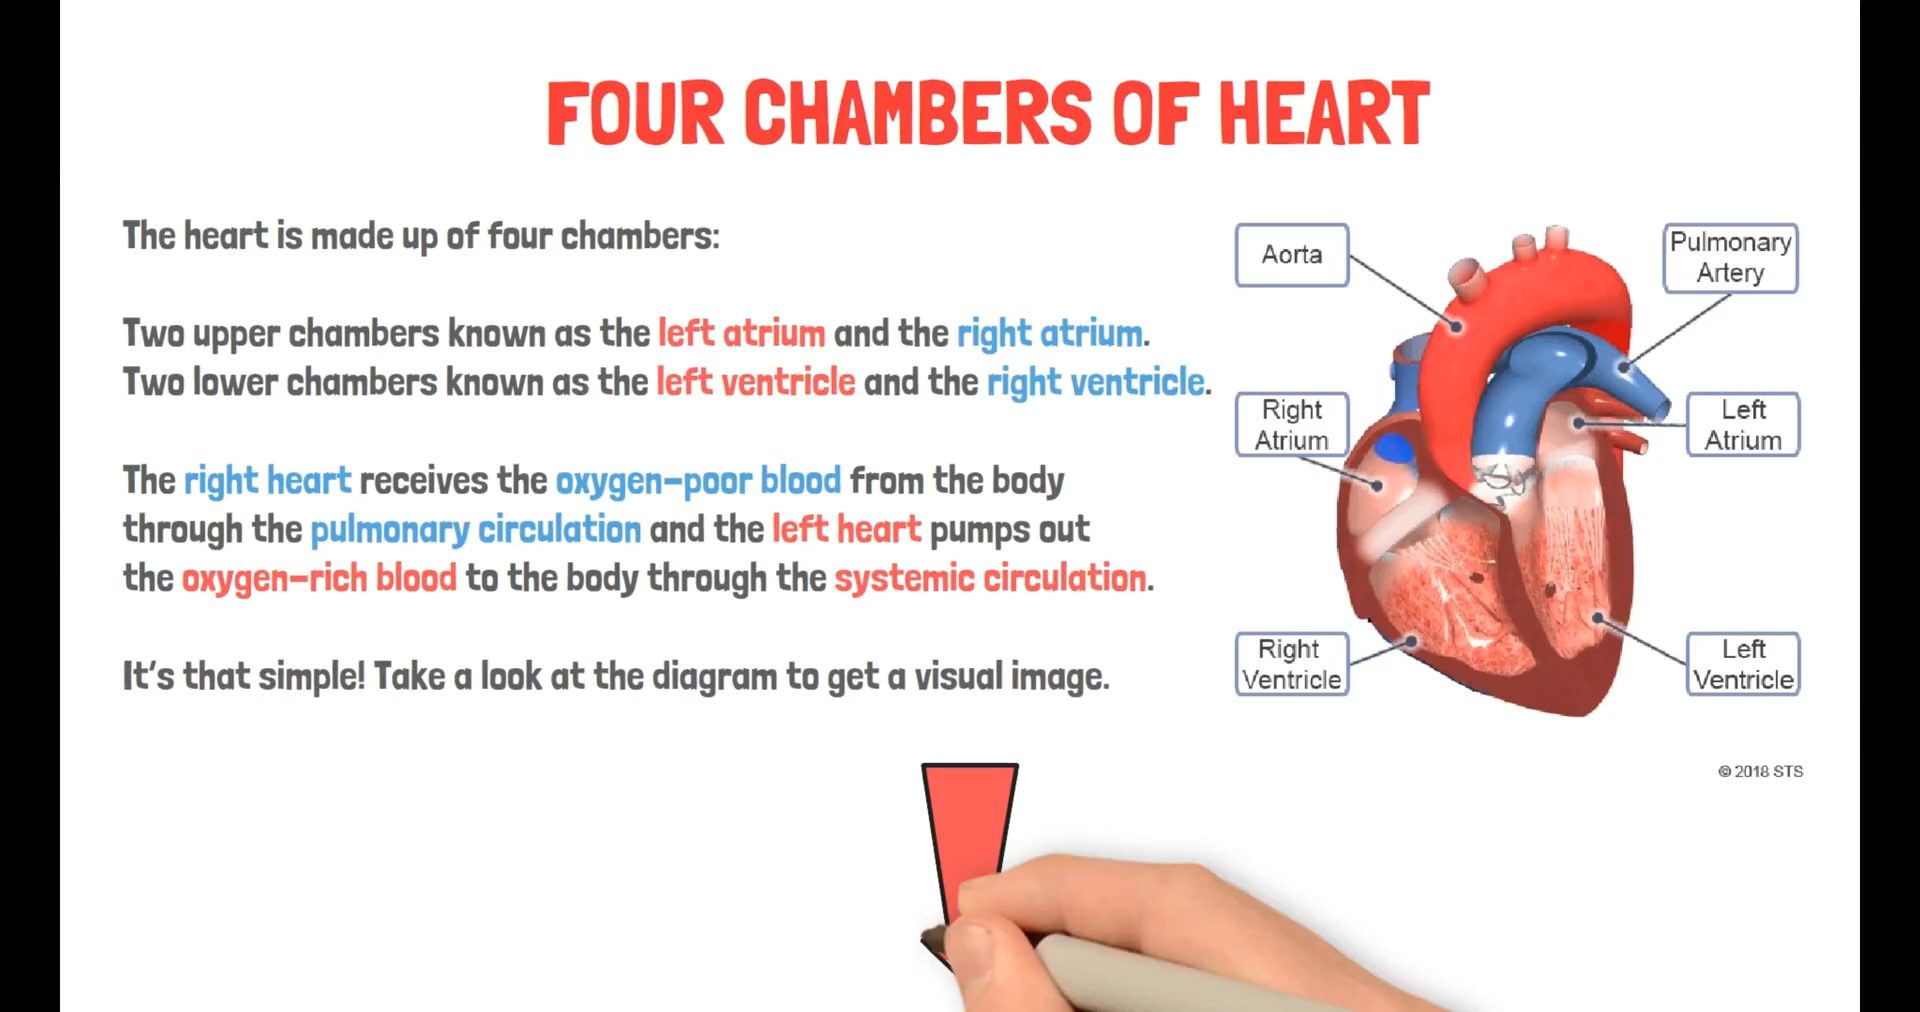 FOUR CHAMBERS OF HEART
The heart is made up of four chambers:
Two upper chambers known as the left atrium and the right atrium.
Two lower chambers known as the left ventricle and the right ventricle.
The right heart receives the oxygen-poor blood from the body
through the pulmonary circulation and the left heart pumps out
the oxygen-rich blood to the body through the systemic circulation.
It's that simple! Take a look at the diagram to get a visual image.
Aorta
Pulmonary
Artery
Right
Atrium
Left
Atrium
Right
Ventricle
Left
Ventricle
© 2018 STS